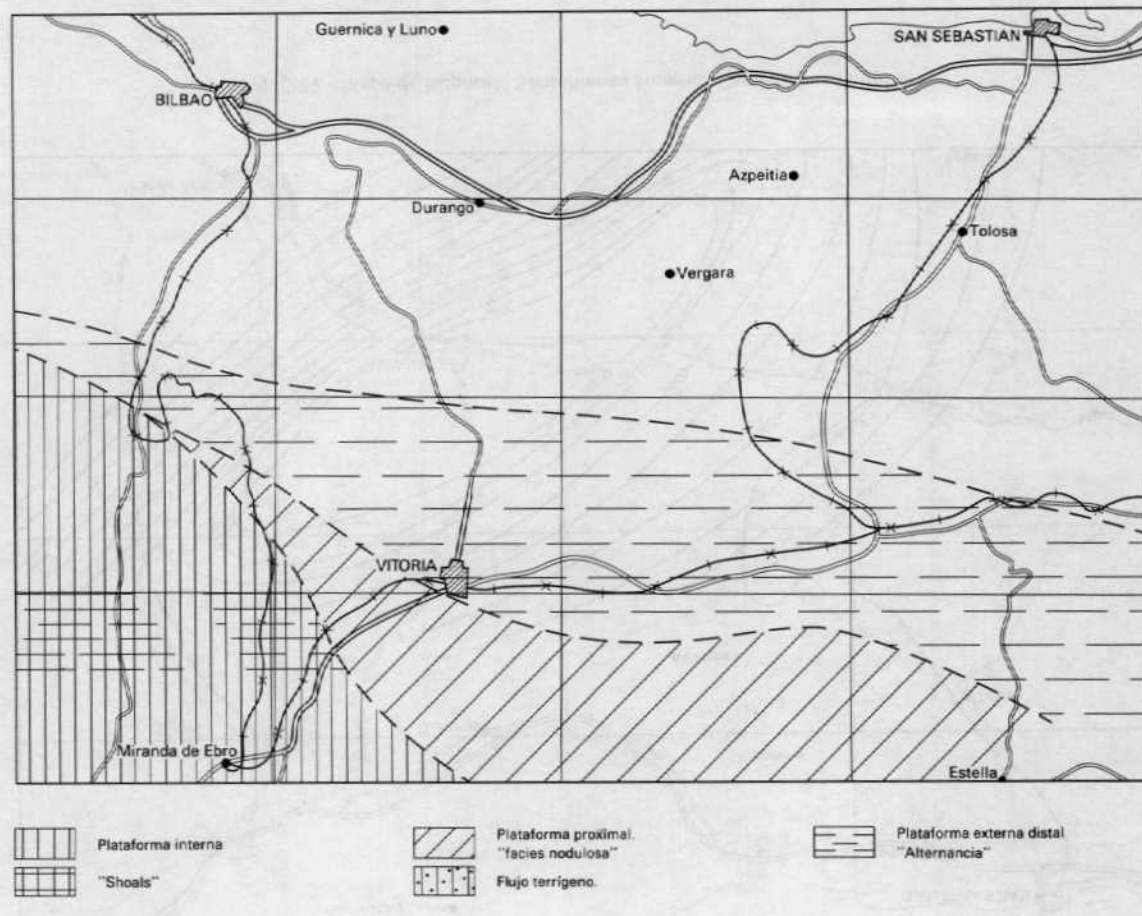 Guernica y Luno
SAN SEBASTIAN
BILBAO
Azpeitia
Durango
Tolosa
Vergara
VITORIA
Miranda de Ebro
Estella
Plataforma interna
Plataforma proximal.
"facies nodulosa"
Plataforma externa distal
"Alternancia"
"Shoals"
Flujo terrígeno.